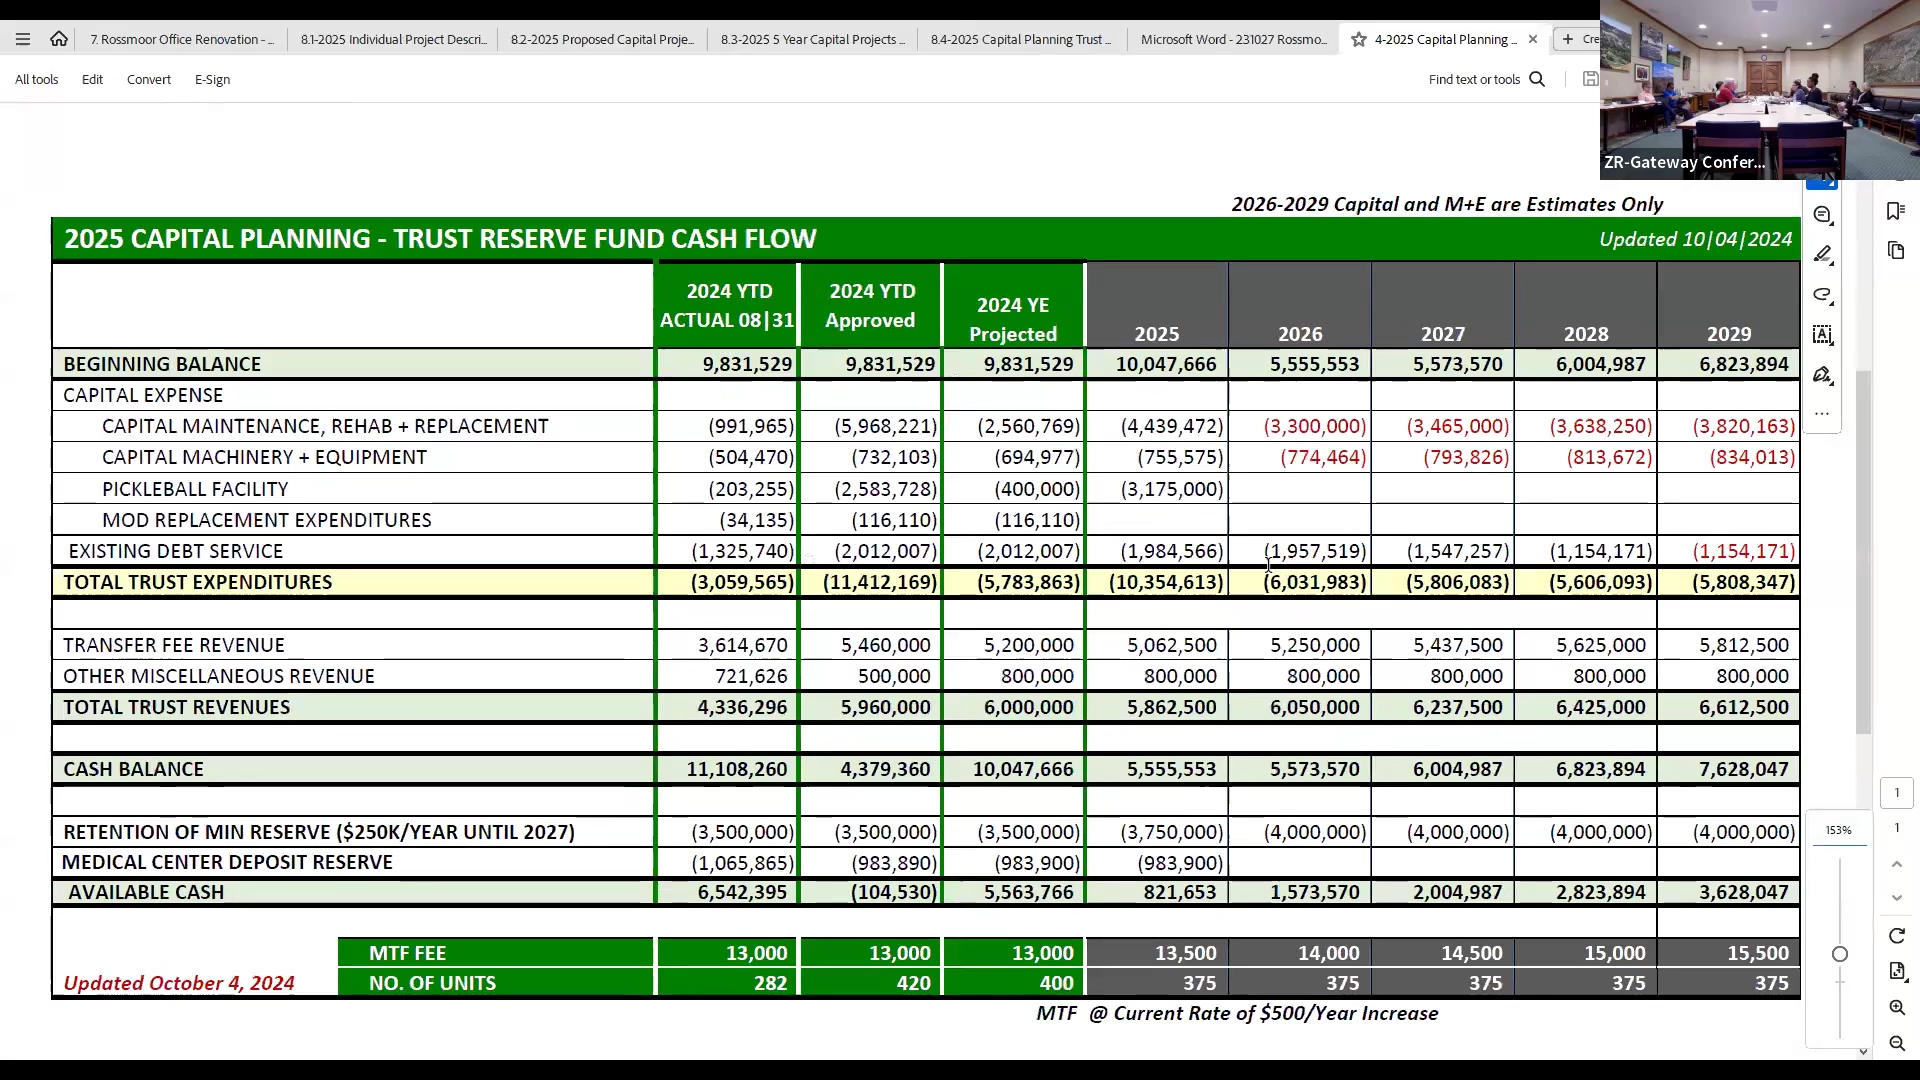 7. Rossmoor Office Renovation - ... 8.1-2025 Individual Project Descri... 8.2-2025 Proposed Capital Proje... 8.3-2025 5 Year Capital Projects ... 8.4-2025 Capital Planning Trust ... Microsoft Word - 231027 Rossmo... 4-2025 Capital Planning ... Cre
All tools Edit Convert E-Sign Find text or tools
ZR-Gateway Confer...
2026-2029 Capital and M+E are Estimates Only
2025 CAPITAL PLANNING - TRUST RESERVE FUND CASH FLOW Updated 10|04|2024
2024 YTD ACTUAL 08|31 2024 YTD Approved 2024 YE Projected 2025 2026 2027 2028 2029
BEGINNING BALANCE 9,831,529 9,831,529 9,831,529 10,047,666 5,555,553 5,573,570 6,004,987 6,823,894
CAPITAL EXPENSE
CAPITAL MAINTENANCE, REHAB + REPLACEMENT (991,965) (5,968,221) (2,560,769) (4,439,472) (3,300,000) (3,465,000) (3,638,250) (3,820,163)
CAPITAL MACHINERY + EQUIPMENT (504,470) (732,103) (694,977) (755,575) (774,464) (793,826) (813,672) (834,013)
PICKLEBALL FACILITY (203,255) (2,583,728) (400,000) (3,175,000)
MOD REPLACEMENT EXPENDITURES (34,135) (116,110) (116,110)
EXISTING DEBT SERVICE (1,325,740) (2,012,007) (2,012,007) (1,984,566) (1,957,519) (1,547,257) (1,154,171) (1,154,171)
TOTAL TRUST EXPENDITURES (3,059,565) (11,412,169) (5,783,863) (10,354,613) (6,031,983) (5,806,083) (5,606,093) (5,808,347)
TRANSFER FEE REVENUE 3,614,670 5,460,000 5,200,000 5,062,500 5,250,000 5,437,500 5,625,000 5,812,500
OTHER MISCELLANEOUS REVENUE 721,626 500,000 800,000 800,000 800,000 800,000 800,000 800,000
TOTAL TRUST REVENUES 4,336,296 5,960,000 6,000,000 5,862,500 6,050,000 6,237,500 6,425,000 6,612,500
CASH BALANCE 11,108,260 4,379,360 10,047,666 5,555,553 5,573,570 6,004,987 6,823,894 7,628,047
RETENTION OF MIN RESERVE ($250K/YEAR UNTIL 2027) (3,500,000) (3,500,000) (3,500,000) (3,750,000) (4,000,000) (4,000,000) (4,000,000) (4,000,000)
MEDICAL CENTER DEPOSIT RESERVE (1,065,865) (983,890) (983,900) (983,900)
AVAILABLE CASH 6,542,395 (104,530) 5,563,766 821,653 1,573,570 2,004,987 2,823,894 3,628,047
MTF FEE 13,000 13,000 13,000 13,500 14,000 14,500 15,000 15,500
Updated October 4, 2024 NO. OF UNITS 282 420 400 375 375 375 375 375
MTF @ Current Rate of $500/Year Increase
1
1
153%